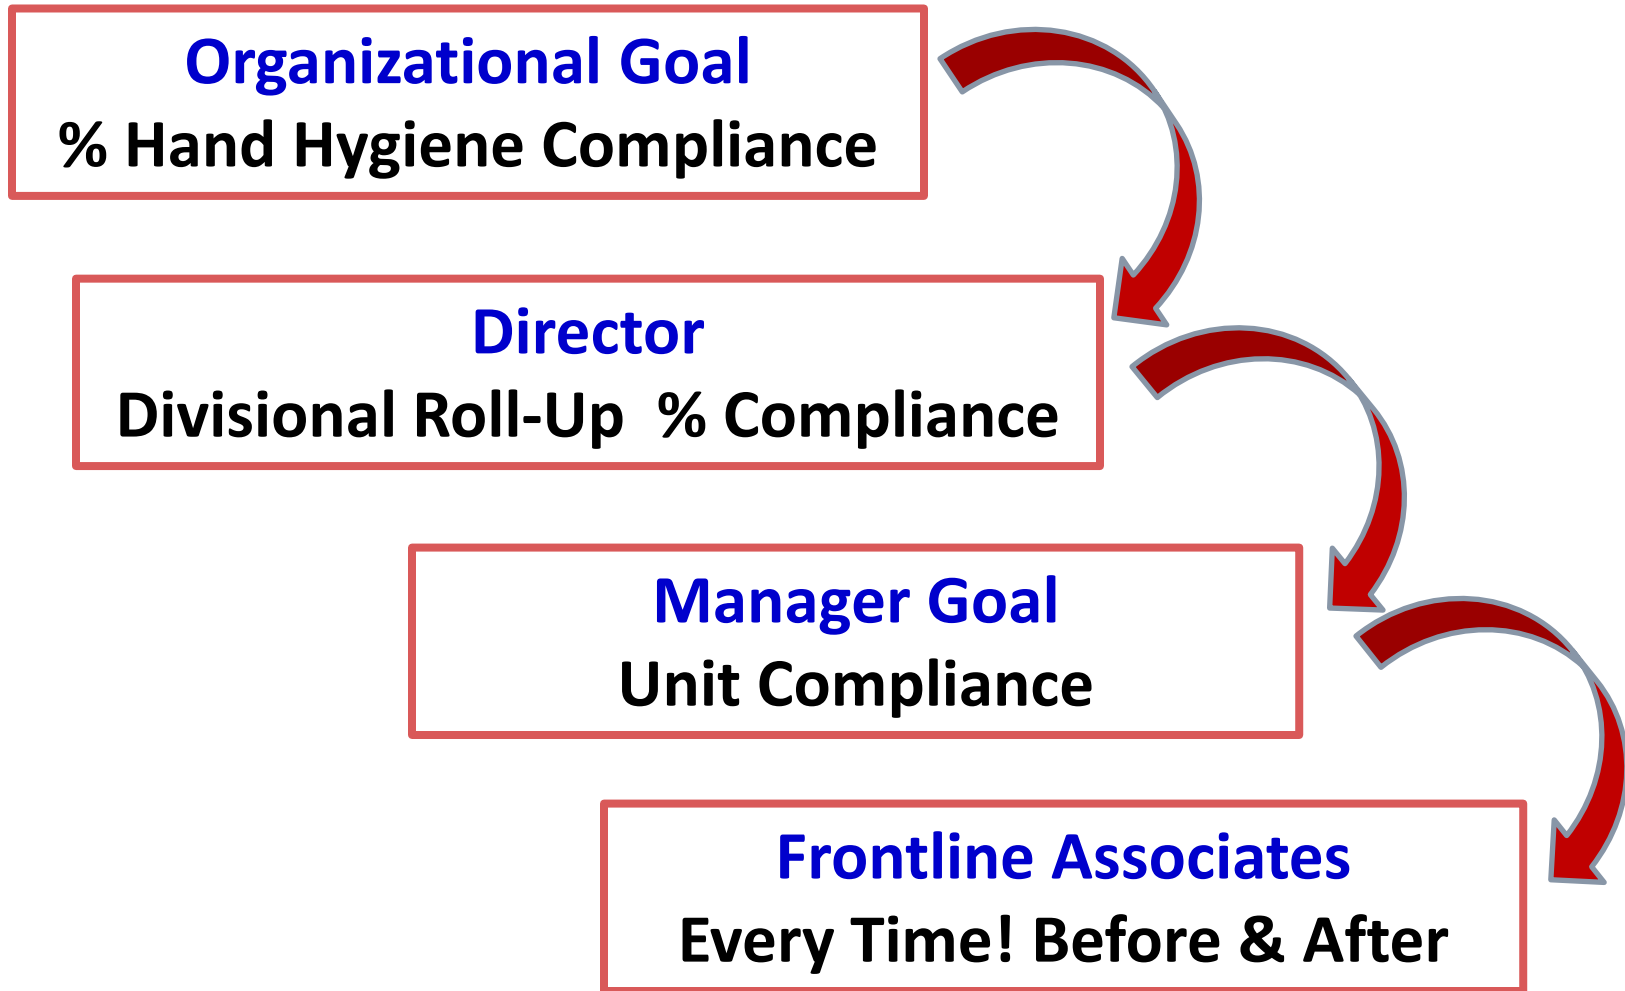 Organizational Goal
% Hand Hygiene Compliance
Director
Divisional Roll-Up  % Compliance
Manager Goal
Unit Compliance
Frontline Associates
Every Time! Before & After